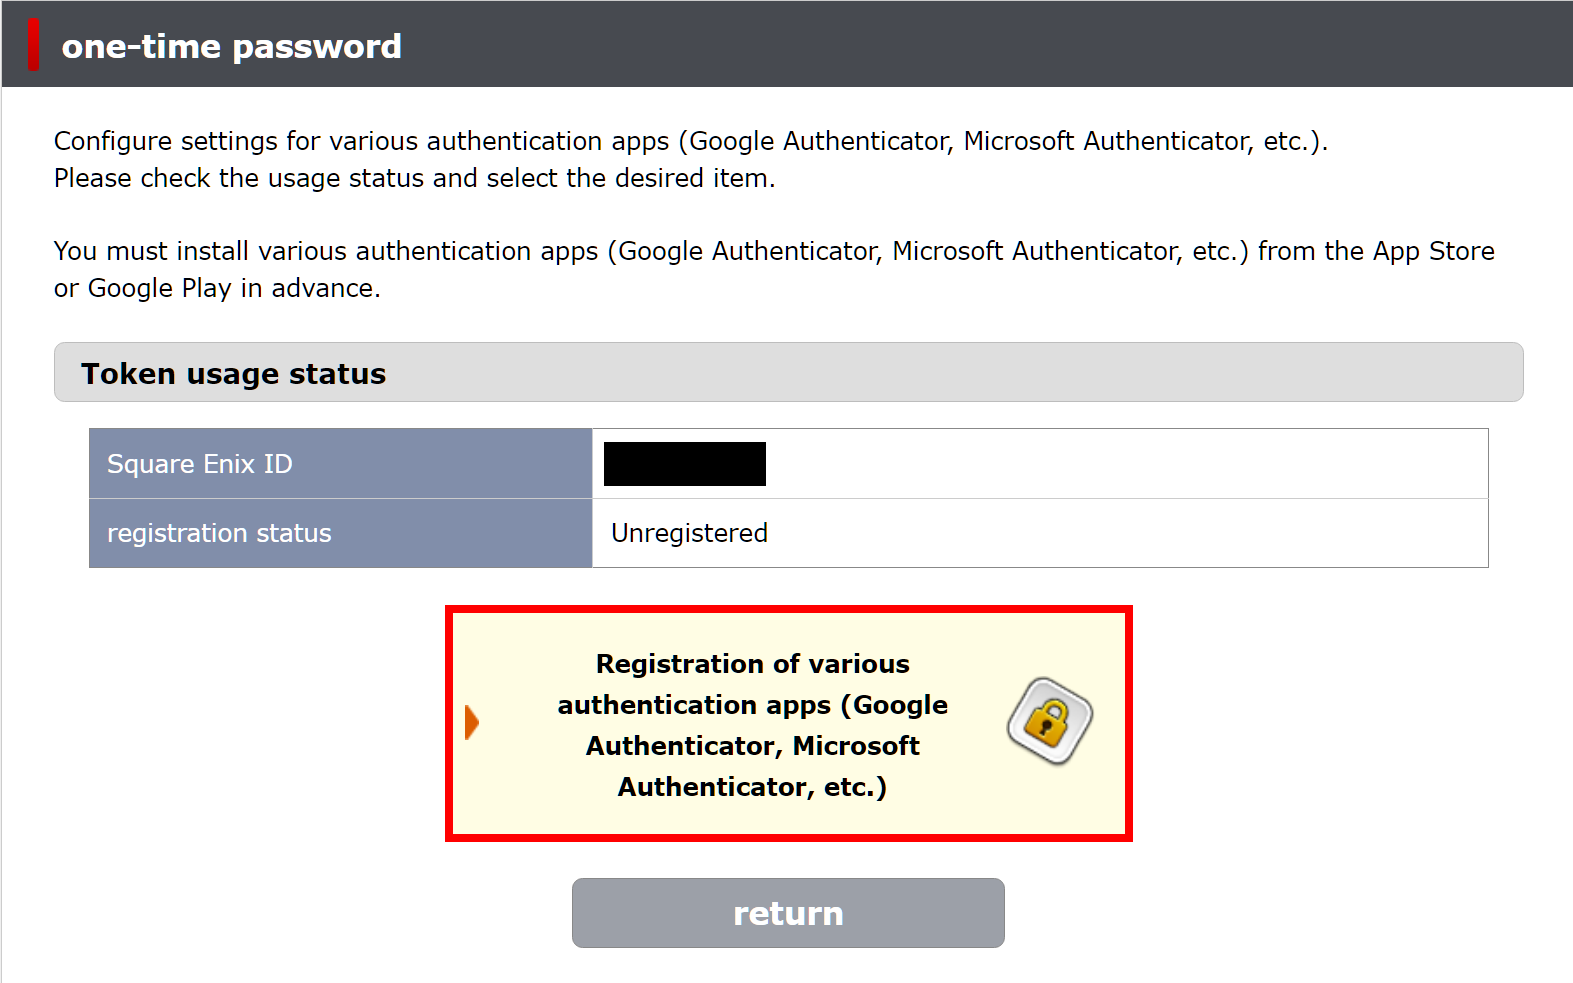 one-time password
Configure settings for various authentication apps (Google Authenticator, Microsoft Authenticator, etc.).
Please check the usage status and select the desired item.
You must install various authentication apps (Google Authenticator, Microsoft Authenticator, etc.) from the App Store
or Google Play in advance.
Token usage status
Square Enix ID
registration status
Unregistered
Registration of various
authentication apps (Google
Authenticator, Microsoft
Authenticator, etc.)
return